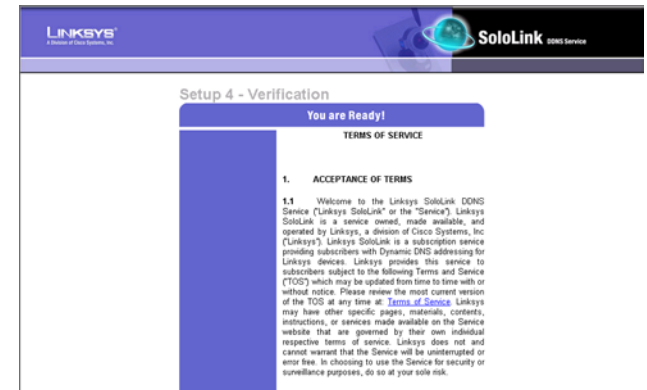 LINKSYS®
A Division of Cisco Systems, Inc.
SoloLink DDNS Service
Setup 4 - Verification
You are Ready!
TERMS OF SERVICE
1. ACCEPTANCE OF TERMS
1.1 Welcome to the Linksys SoloLink DDNS
Service ("Linksys SoloLink" or the "Service"). Linksys
SoloLink is a service owned, made available, and
operated by Linksys, a division of Cisco Systems, Inc
("Linksys"). Linksys SoloLink is a subscription service
providing subscribers with Dynamic DNS addressing for
Linksys devices. Linksys provides this service to
subscribers subject to the following Terms and Service
("TOS") which may be updated from time to time with or
without notice. Please review the most current version
of the TOS at any time at: Terms of Service. Linksys
may have other specific pages, materials, contents,
instructions, or services made available on the Service
website that are governed by their own individual
respective terms of service. Linksys does not and
cannot warrant that the Service will be uninterrupted or
error free. In choosing to use the Service for security or
surveillance purposes, do so at your sole risk.